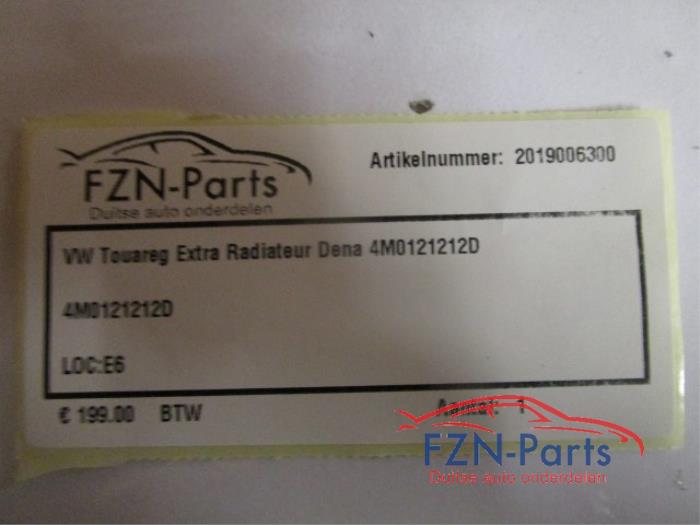 FZN-Parts
Duitse auto onderdelen
Artikelnummer: 2019006300
VW Touareg Extra Radiateur Dena 4M0121212D
4M0121212D
LOC:E6
€ 199.00 BTW
Aantal: 1
FZN-Parts
Duitse auto onderdelen